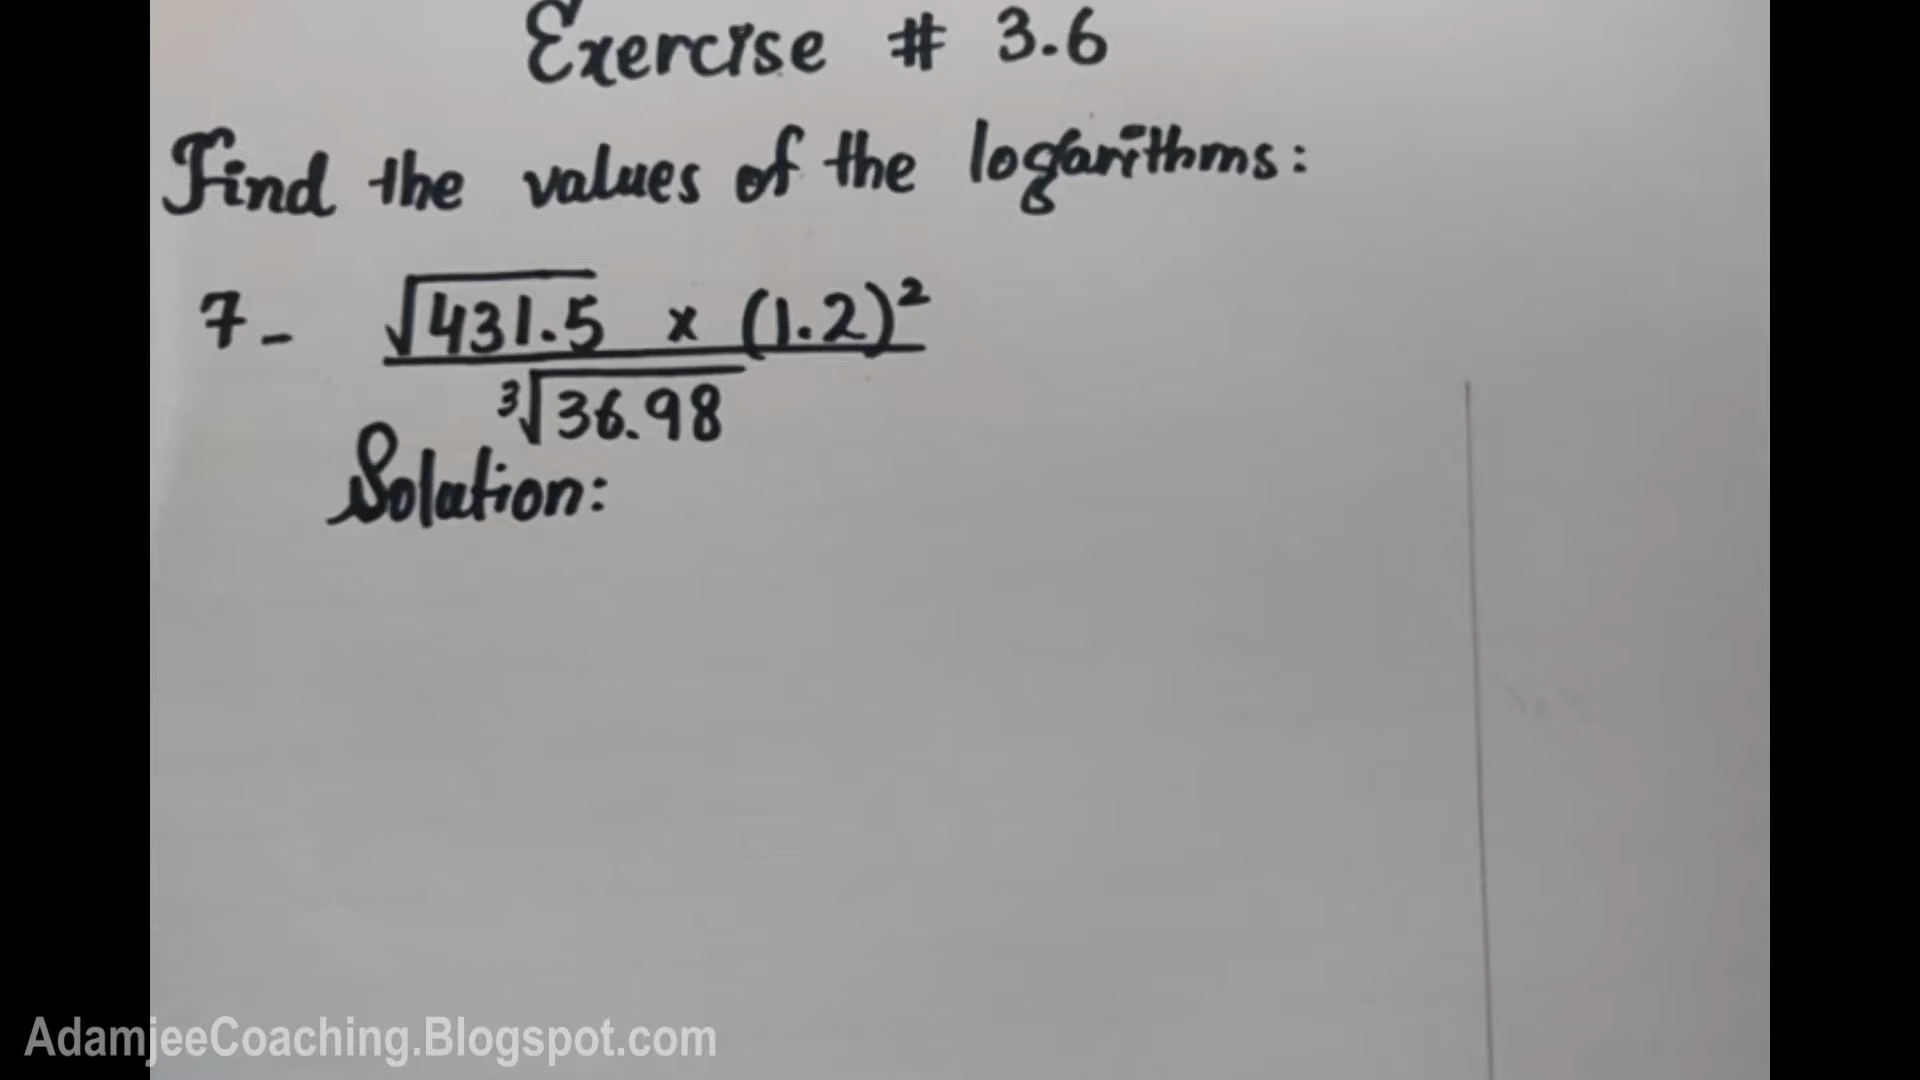 Exercise # 3.6
Find the values of the logarithms:
7- √431.5 x (1.2)²
³√36.98
Solution:
AdamjeeCoaching.Blogspot.com